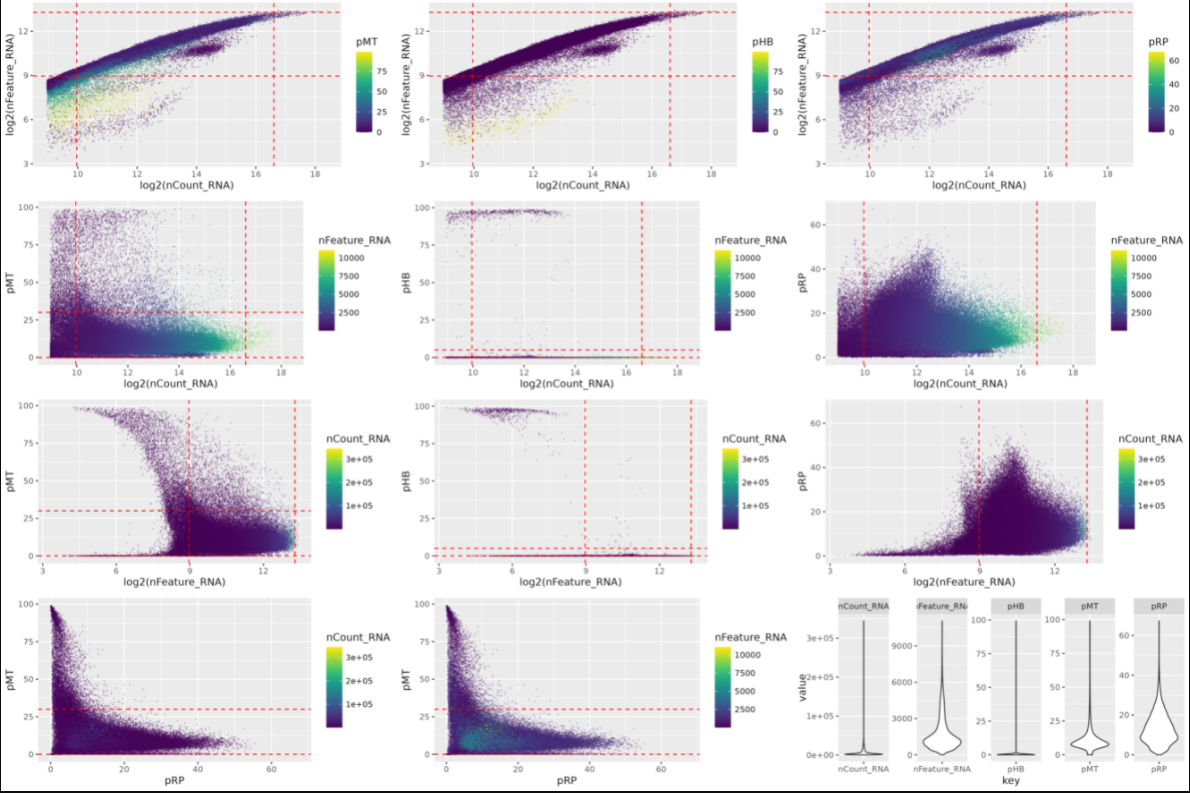 log2(nFeature_RNA)
12
9
6
3
10
12
14
16
18
log2(nCount_RNA)
pMT
75
50
25
0
log2(nFeature_RNA)
12
9
6
3
10
12
14
16
18
log2(nCount_RNA)
pHB
75
50
25
0
log2(nFeature_RNA)
12
9
6
3
10
12
14
16
18
log2(nCount_RNA)
pRP
60
40
20
0
pMT
100
75
50
25
0
10
12
14
16
18
log2(nCount_RNA)
nFeature_RNA
10000
7500
5000
2500
pHB
100
75
50
25
0
10
12
14
16
18
log2(nCount_RNA)
nFeature_RNA
10000
7500
5000
2500
pRP
60
40
20
0
10
12
14
16
18
log2(nCount_RNA)
nFeature_RNA
10000
7500
5000
2500
pMT
100
75
50
25
0
3
6
9
12
log2(nFeature_RNA)
nCount_RNA
3e+05
2e+05
1e+05
pHB
100
75
50
25
0
3
6
9
12
log2(nFeature_RNA)
nCount_RNA
3e+05
2e+05
1e+05
pRP
60
40
20
0
3
6
9
12
log2(nFeature_RNA)
nCount_RNA
3e+05
2e+05
1e+05
pMT
100
75
50
25
0
0
20
40
60
pRP
nCount_RNA
3e+05
2e+05
1e+05
pMT
100
75
50
25
0
0
20
40
60
pRP
nFeature_RNA
10000
7500
5000
2500
value
nCount_RNA
3e+05
2e+05
1e+05
0e+00
nCount_RNA
nFeature_RNA
9000
6000
3000
0
nFeature_RNA
pHB
100
75
50
25
0
pHB
pMT
100
75
50
25
0
pMT
pRP
60
40
20
0
pRP
key